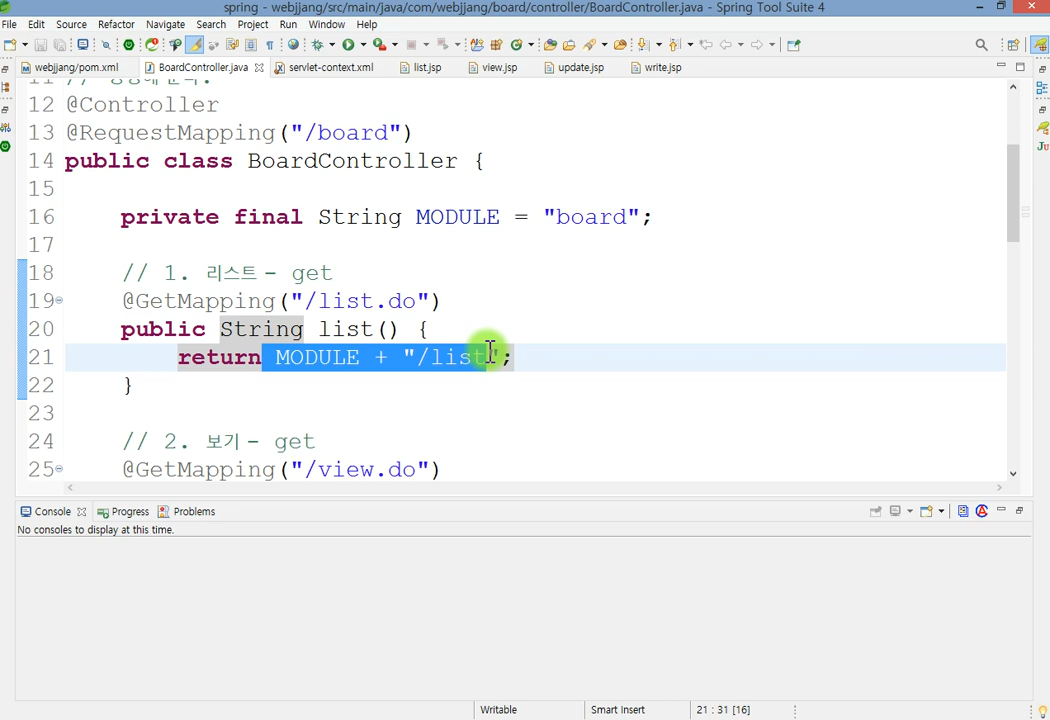 spring - webjjang/src/main/java/com/webjjang/board/controller/BoardController.java - Spring Tool Suite 4
File Edit Source Refactor Navigate Search Project Run Window Help
webjjang/pom.xml BoardController.java servlet-context.xml list.jsp view.jsp update.jsp write.jsp
12 @Controller
13 @RequestMapping("/board")
14 public class BoardController {
15
16 private final String MODULE = "board";
17
18 // 1. 리스트 - get
19 @GetMapping("/list.do")
20 public String list() {
21 return MODULE + "/list";
22 }
23
24 // 2. 보기 - get
25 @GetMapping("/view.do")
Console Progress Problems
No consoles to display at this time.
Writable Smart Insert 21 : 31 [16]